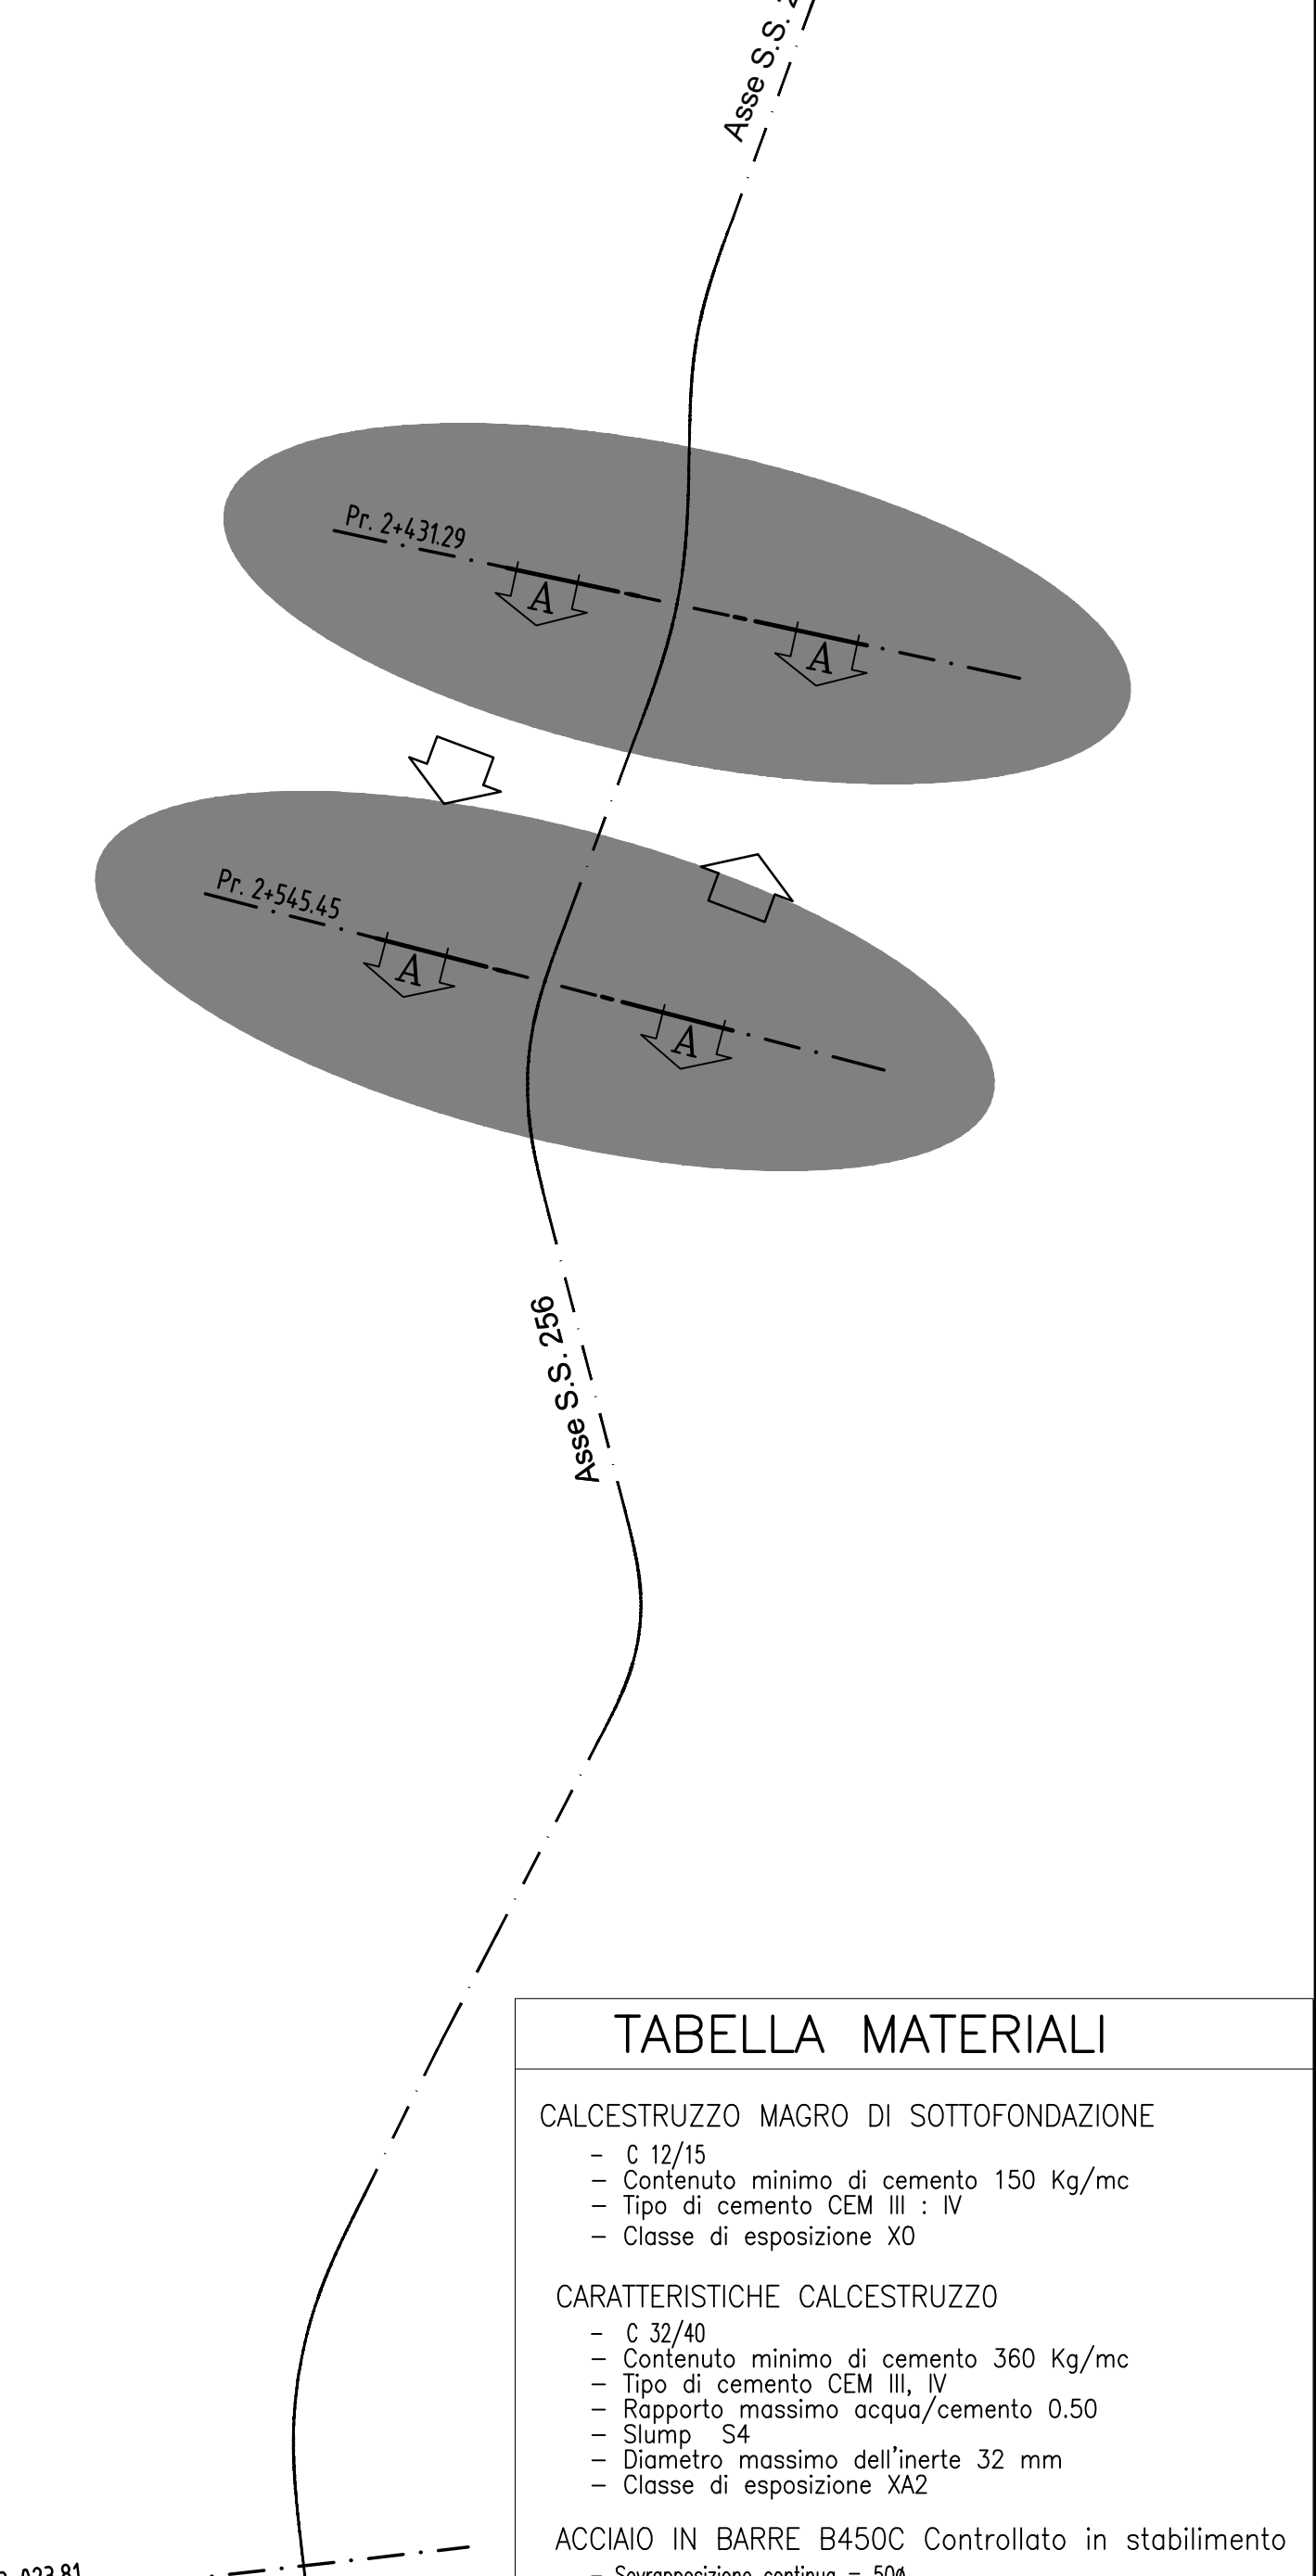 Asse S.S.
Pr. 2+431.29
A
A
Pr. 2+545.45
A
A
Asse S.S. 256
TABELLA MATERIALI
CALCESTRUZZO MAGRO DI SOTTOFONDAZIONE
- C 12/15
- Contenuto minimo di cemento 150 Kg/mc
- Tipo di cemento CEM III : IV
- Classe di esposizione X0
CARATTERISTICHE CALCESTRUZZO
- C 32/40
- Contenuto minimo di cemento 360 Kg/mc
- Tipo di cemento CEM III, IV
- Rapporto massimo acqua/cemento 0.50
- Slump S4
- Diametro massimo dell'inerte 32 mm
- Classe di esposizione XA2
ACCIAIO IN BARRE B450C Controllato in stabilimento
- Sovrapposizione continua = 50ø